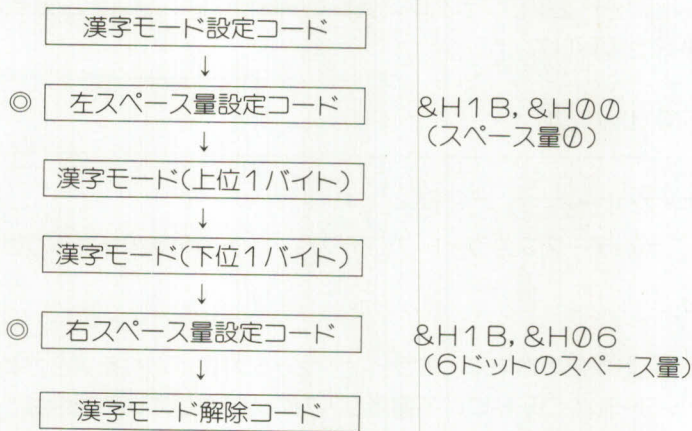 漢字モード設定コード
↓
◎ 左スペース量設定コード &H1B, &H00
(スペース量0)
↓
漢字モード(上位1バイト)
↓
漢字モード(下位1バイト)
↓
◎ 右スペース量設定コード &H1B, &H06
(6ドットのスペース量)
↓
漢字モード解除コード